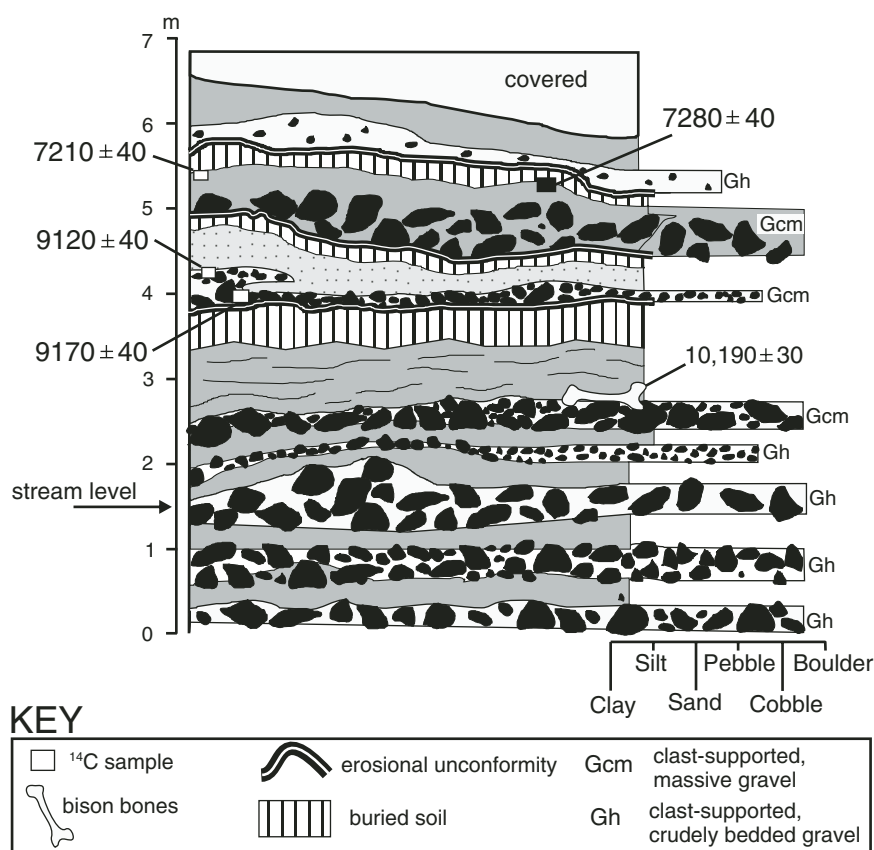 m
7
covered
7280 ± 40
6
7210 ± 40
Gh
5
Gcm
9120 ± 40
4
Gcm
9170 ± 40
10,190 ± 30
3
Gcm
Gh
2
stream level
Gh
1
Gh
Gh
0
Silt Pebble Boulder
Clay Sand Cobble
KEY
14C sample
erosional unconformity
Gcm clast-supported,
massive gravel
bison bones
buried soil
Gh clast-supported,
crudely bedded gravel